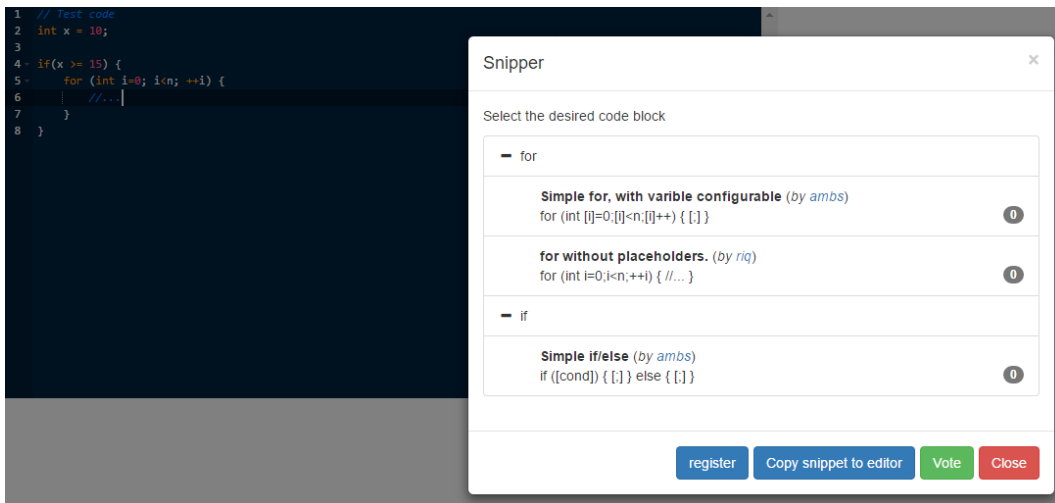 1 // Test code
2 int x = 10;
3
4 if(x >= 15) {
5 for (int i=0; i<n; ++i) {
6 //...
7 }
8 }
Snipper ×
Select the desired code block
for
Simple for, with varible configurable (by ambs)
for (int [i]=0;[i]<n;[i]++) { [;] }
0
for without placeholders. (by riq)
for (int i=0;i<n;++i) { //... }
0
if
Simple if/else (by ambs)
if ([cond]) { [;] } else { [;] }
0
register Copy snippet to editor Vote Close